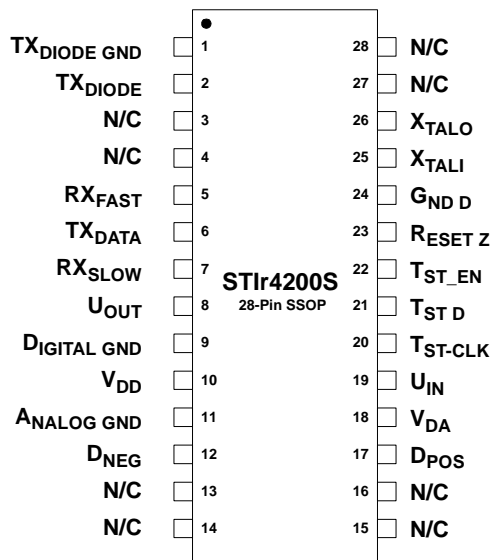 TXDIODE GND 1 28 N/C
TXDIODE 2 27 N/C
N/C 3 26 XTALO
N/C 4 25 XTALI
RXFAST 5 24 GND D
TXDATA 6 23 RESET Z
RXSLOW 7 22 TST_EN
STIr4200S
UOUT 8 21 TST D
28-Pin SSOP
DIGITAL GND 9 20 TST-CLK
VDD 10 19 UIN
ANALOG GND 11 18 VDA
DNEG 12 17 DPOS
N/C 13 16 N/C
N/C 14 15 N/C